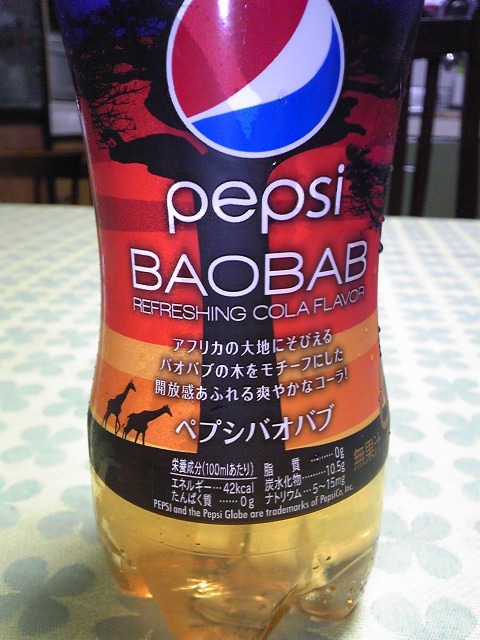 pepsi
BAOBAB
REFRESHING COLA FLAVOR
アフリカの大地にそびえる
バオバブの木をモチーフにした
開放感あふれる爽やかなコーラ!
ペプシバオバブ
栄養成分(100mlあたり)
エネルギー…42kcal
たんぱく質……0g
脂質………0g
炭水化物………10.5g
ナトリウム…5~15mg
PEPSI and the Pepsi Globe are trademarks of PepsiCo, Inc.
無果汁